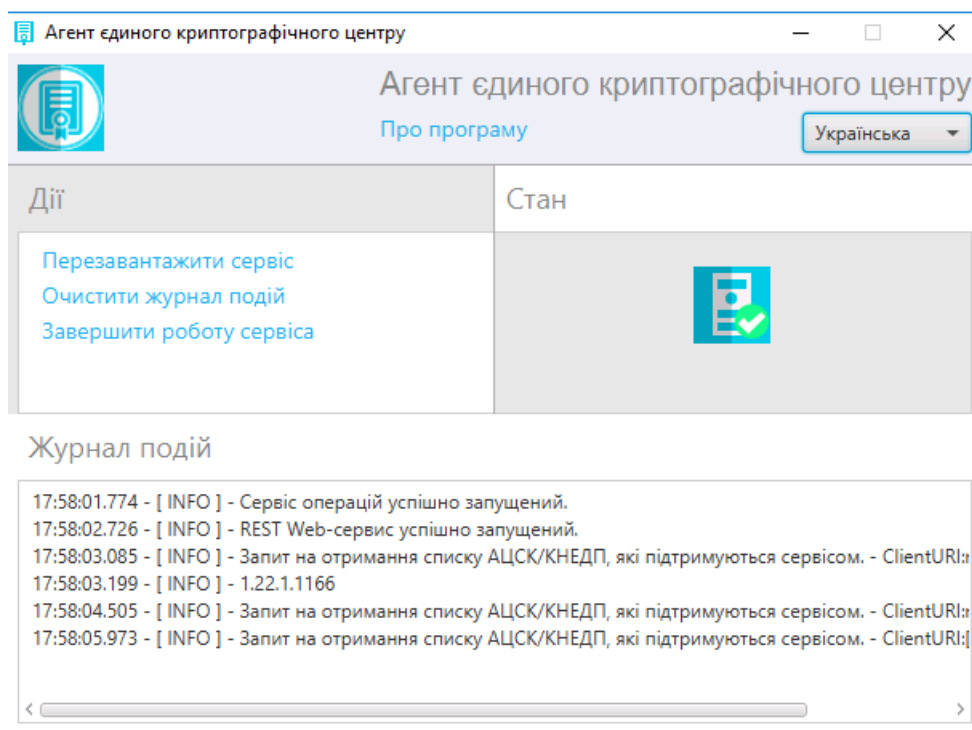 Агент єдиного криптографічного центру
Агент єдиного криптографічного центру
Про програму
Українська
Дії
Стан
Перезавантажити сервіс
Очистити журнал подій
Завершити роботу сервіса
Журнал подій
17:58:01.774 - [ INFO ] - Сервіс операцій успішно запущений.
17:58:02.726 - [ INFO ] - REST Web-сервис успішно запущений.
17:58:03.085 - [ INFO ] - Запит на отримання списку АЦСК/КНЕДП, які підтримуються сервісом. - ClientURI:
17:58:03.199 - [ INFO ] - 1.22.1.1166
17:58:04.505 - [ INFO ] - Запит на отримання списку АЦСК/КНЕДП, які підтримуються сервісом. - ClientURI:
17:58:05.973 - [ INFO ] - Запит на отримання списку АЦСК/КНЕДП, які підтримуються сервісом. - ClientURI:[